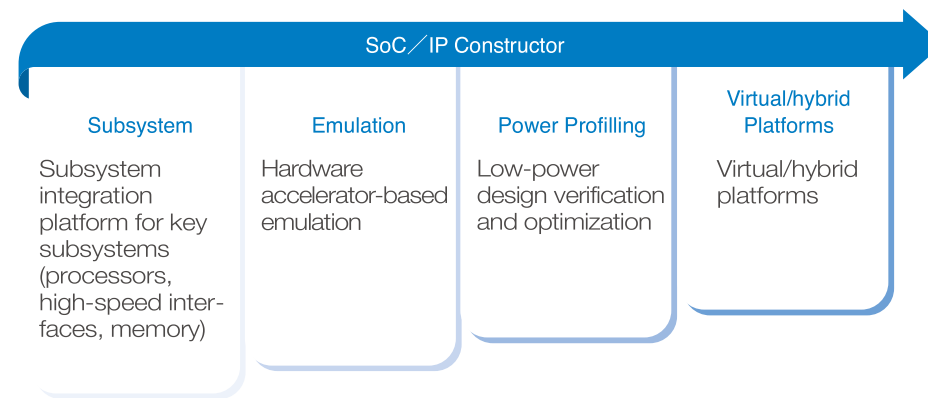 SoC／IP Constructor
Subsystem
Subsystem
integration
platform for key
subsystems
(processors,
high-speed inter-
faces, memory)
Emulation
Hardware
accelerator-based
emulation
Power Profilling
Low-power
design verification
and optimization
Virtual/hybrid
Platforms
Virtual/hybrid
platforms